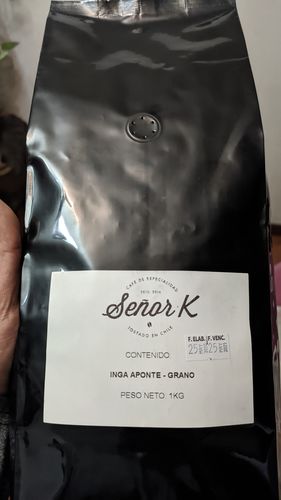 CAFÉ DE ESPECIALIDAD
Señor K
TOSTADO EN CHILE
F. ELAB. F. VENC.
CONTENIDO:
INGA APONTE - GRANO
PESO NETO: 1KG